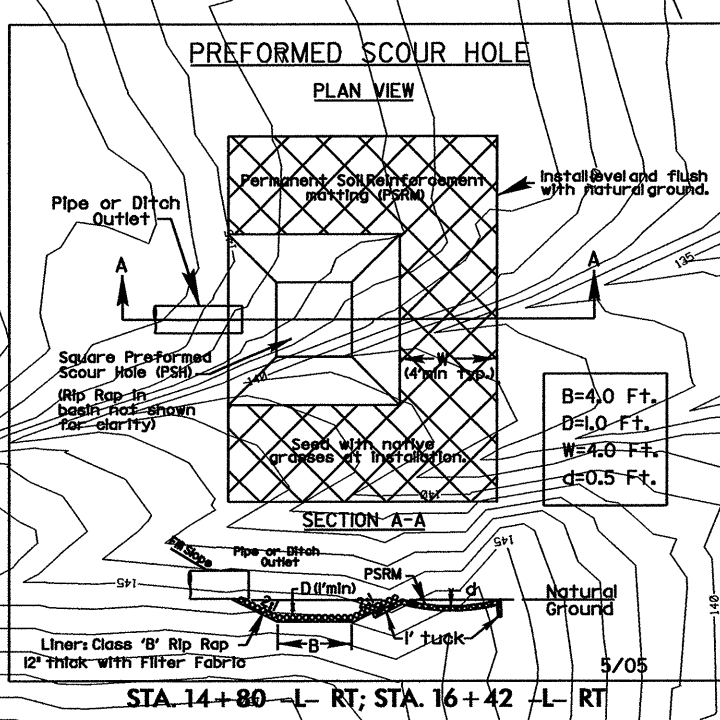 PREFORMED SCOUR HOLE
PLAN VIEW
Permanent Soil Reinforcement
matting (PSRM)
Install level and flush
with natural ground.
Pipe or Ditch
Outlet
A
A
135
Square Preformed
Scour Hole (PSH)
(Rip Rap in
basin not shown
for clarity)
140
W
(4' min typ.)
B=4.0 Ft.
D=1.0 Ft.
W=4.0 Ft.
d=0.5 Ft.
Seed with native
grasses at installation.
140
SECTION A-A
145
Fill Slope
Pipe or Ditch
Outlet
145
D (1' min)
PSRM
d
Natural
Ground
140
B
1' tuck
Liner: Class 'B' Rip Rap
12" thick with Filter Fabric
5/05
STA. 14+80 -L- RT; STA. 16+42 -L- RT